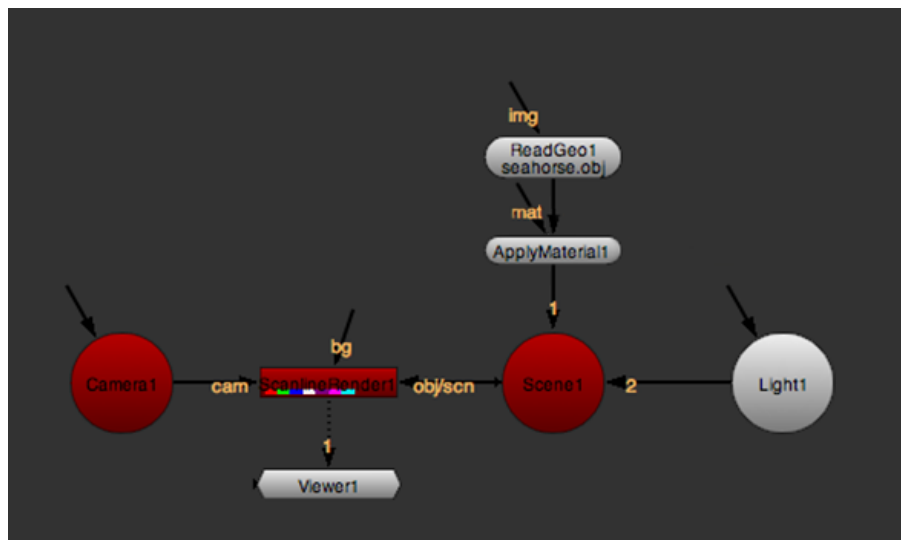 img
ReadGeo1
seahorse.obj
mat
ApplyMaterial1
1
bg
Camera1
cam
ScanlineRender1
obj/scn
Scene1
2
Light1
1
Viewer1